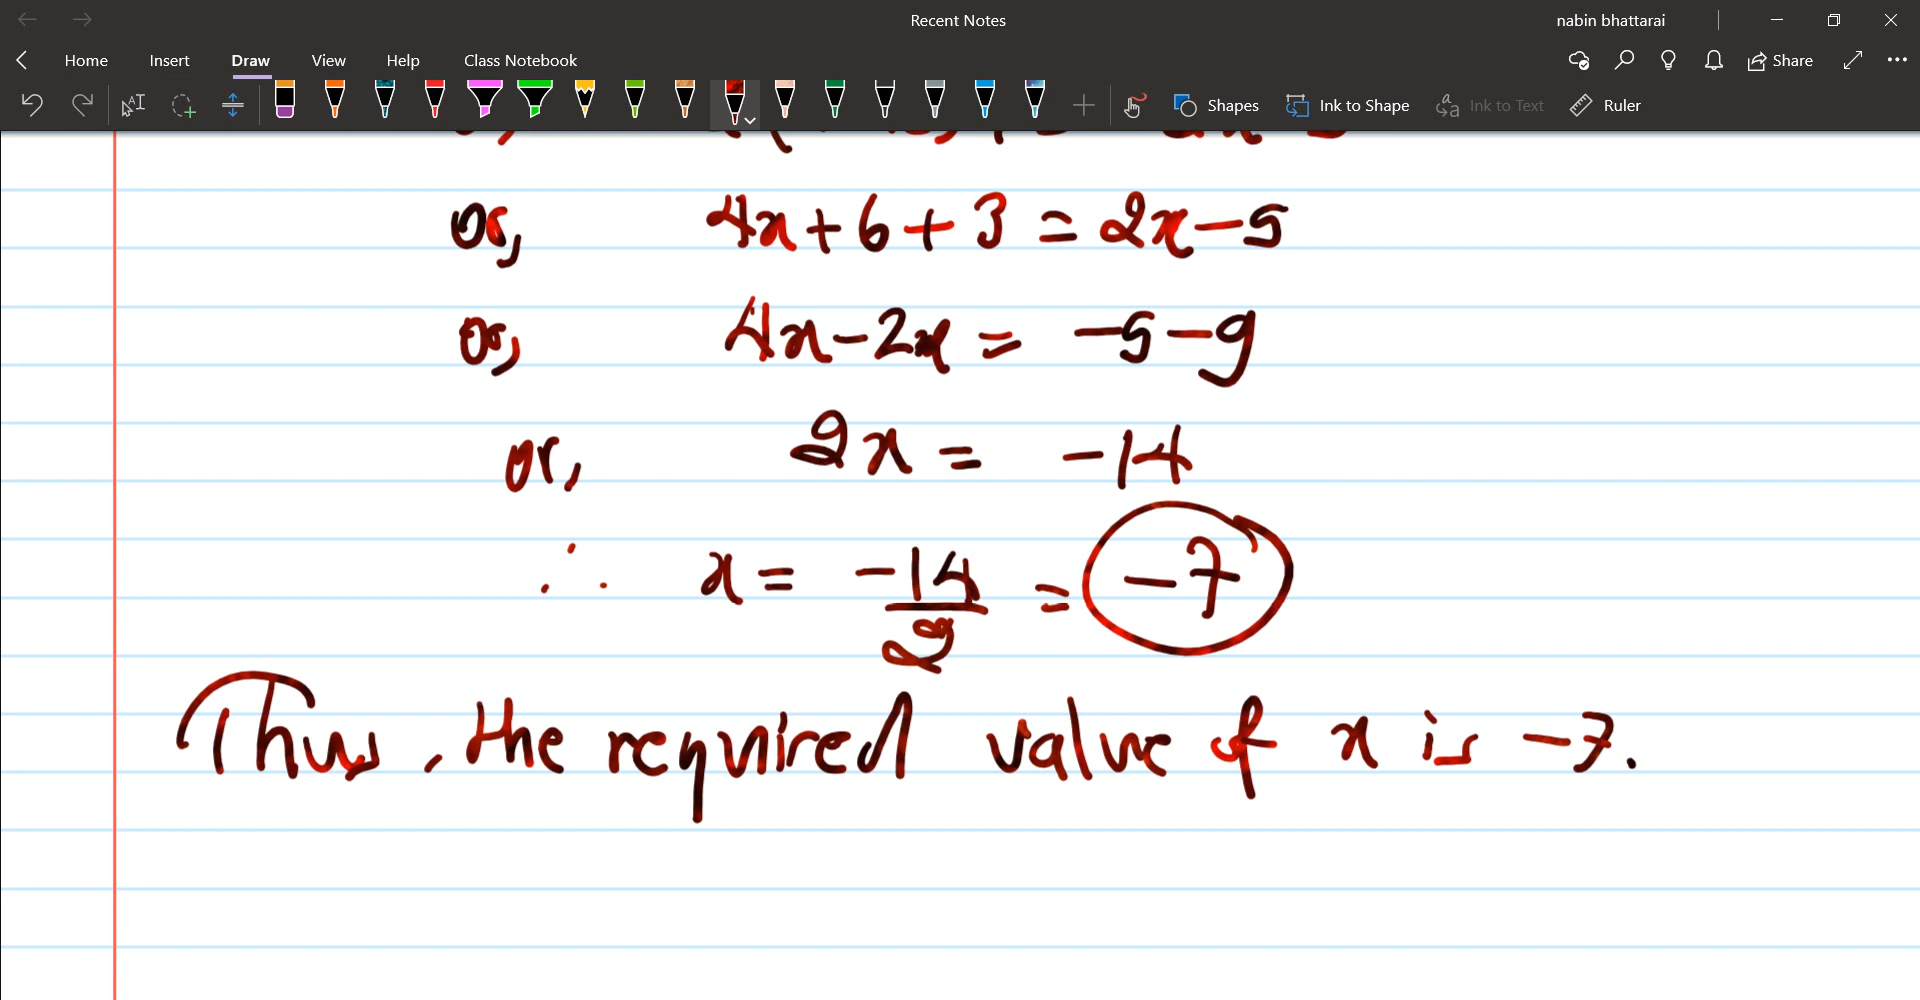 Recent Notes nabin bhattarai
Home Insert Draw View Help Class Notebook Share
Shapes Ink to Shape Ink to Text Ruler
or, 4x+6+3=2x-5
or, 4x-2x= -5-9
or, 2x= -14
∴ x= -14/2 = -7
Thus, the required value of x is -7.